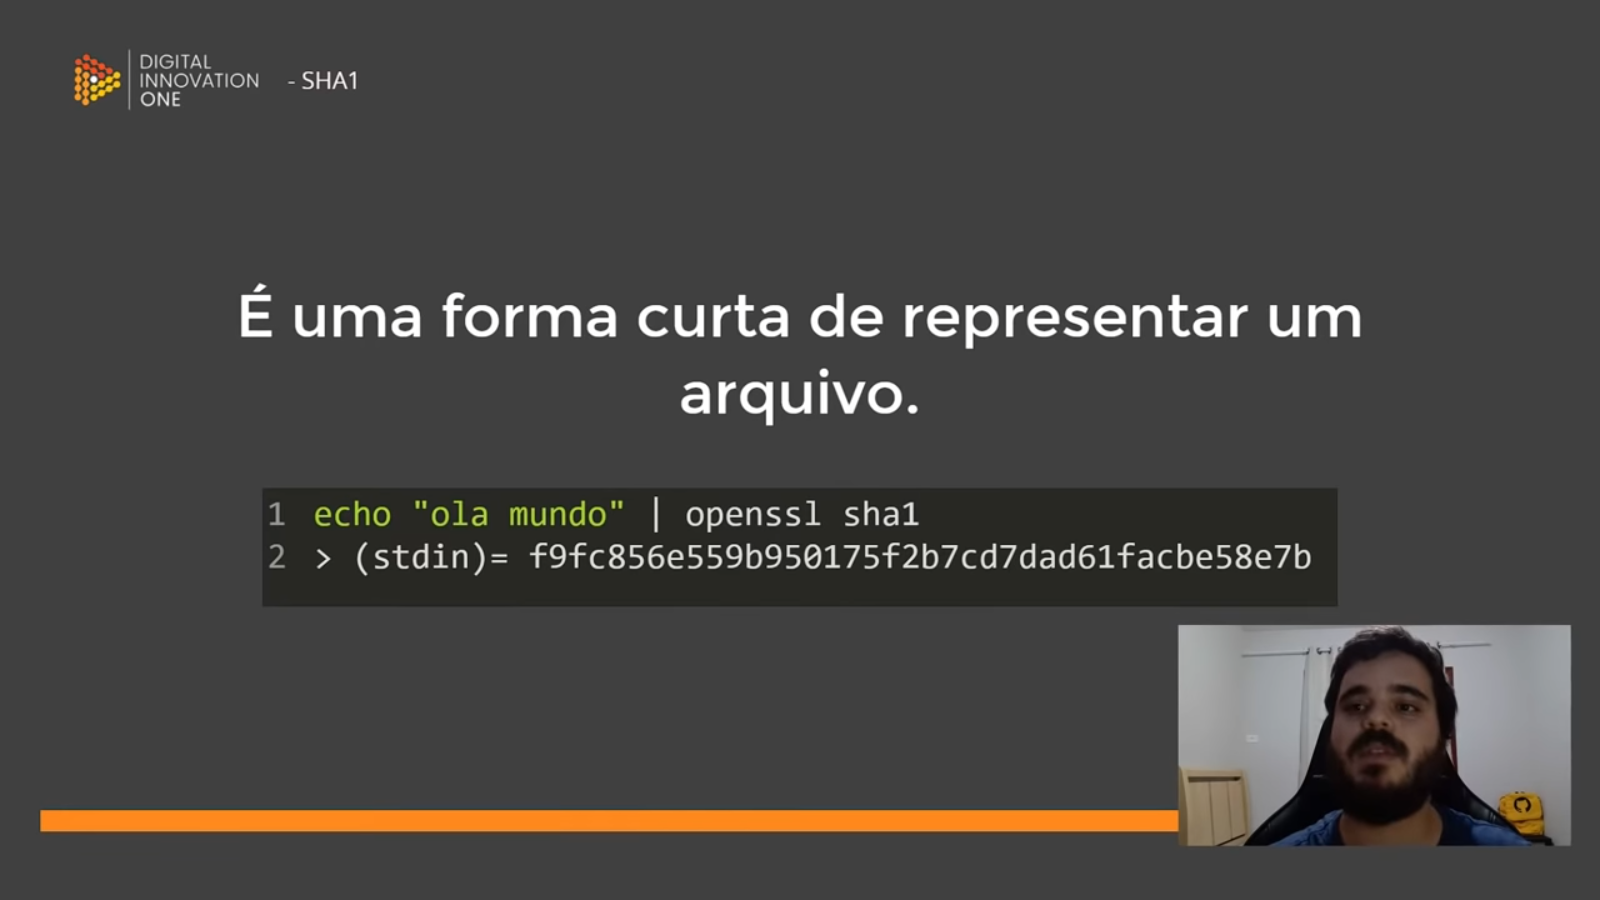 DIGITAL
INNOVATION
ONE
- SHA1
É uma forma curta de representar um
arquivo.
1 echo "ola mundo" | openssl sha1
2 > (stdin)= f9fc856e559b950175f2b7cd7dad61facbe58e7b